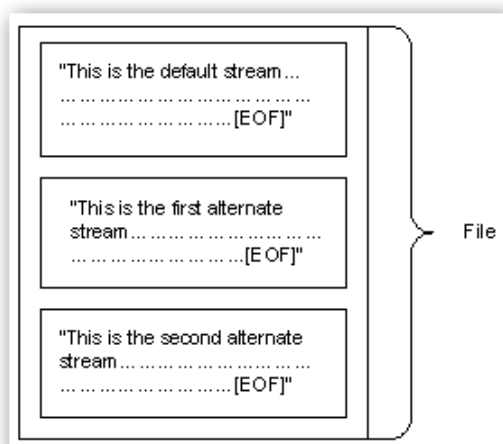 "This is the default stream...
... ... ... ... ... ... ... ... ... ... ... ... ...
... ... ... ... ... ... ... ... ...[EOF]"
"This is the first alternate
stream... ... ... ... ... ... ... ... ... ...
... ... ... ... ... ... ... ... ...[EOF]"
"This is the second alternate
stream... ... ... ... ... ... ... ... ... ...
... ... ... ... ... ... ... ... ...[EOF]"
File